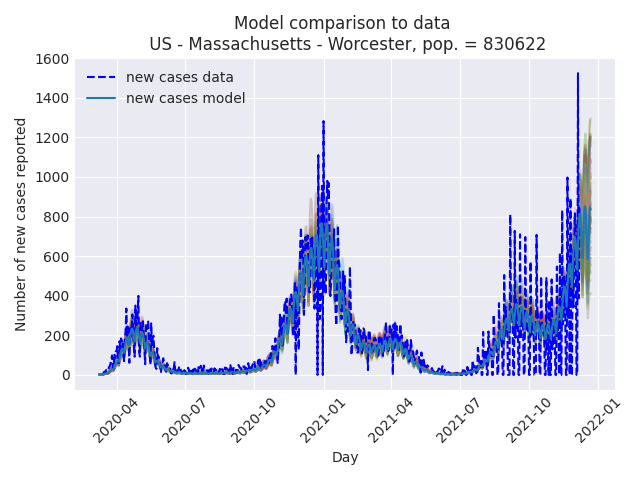 Model comparison to data
US - Massachusetts - Worcester, pop. = 830622
new cases data
new cases model
Number of new cases reported
1600
1400
1200
1000
800
600
400
200
0
2020-04
2020-07
2020-10
2021-01
2021-04
2021-07
2021-10
2022-01
Day